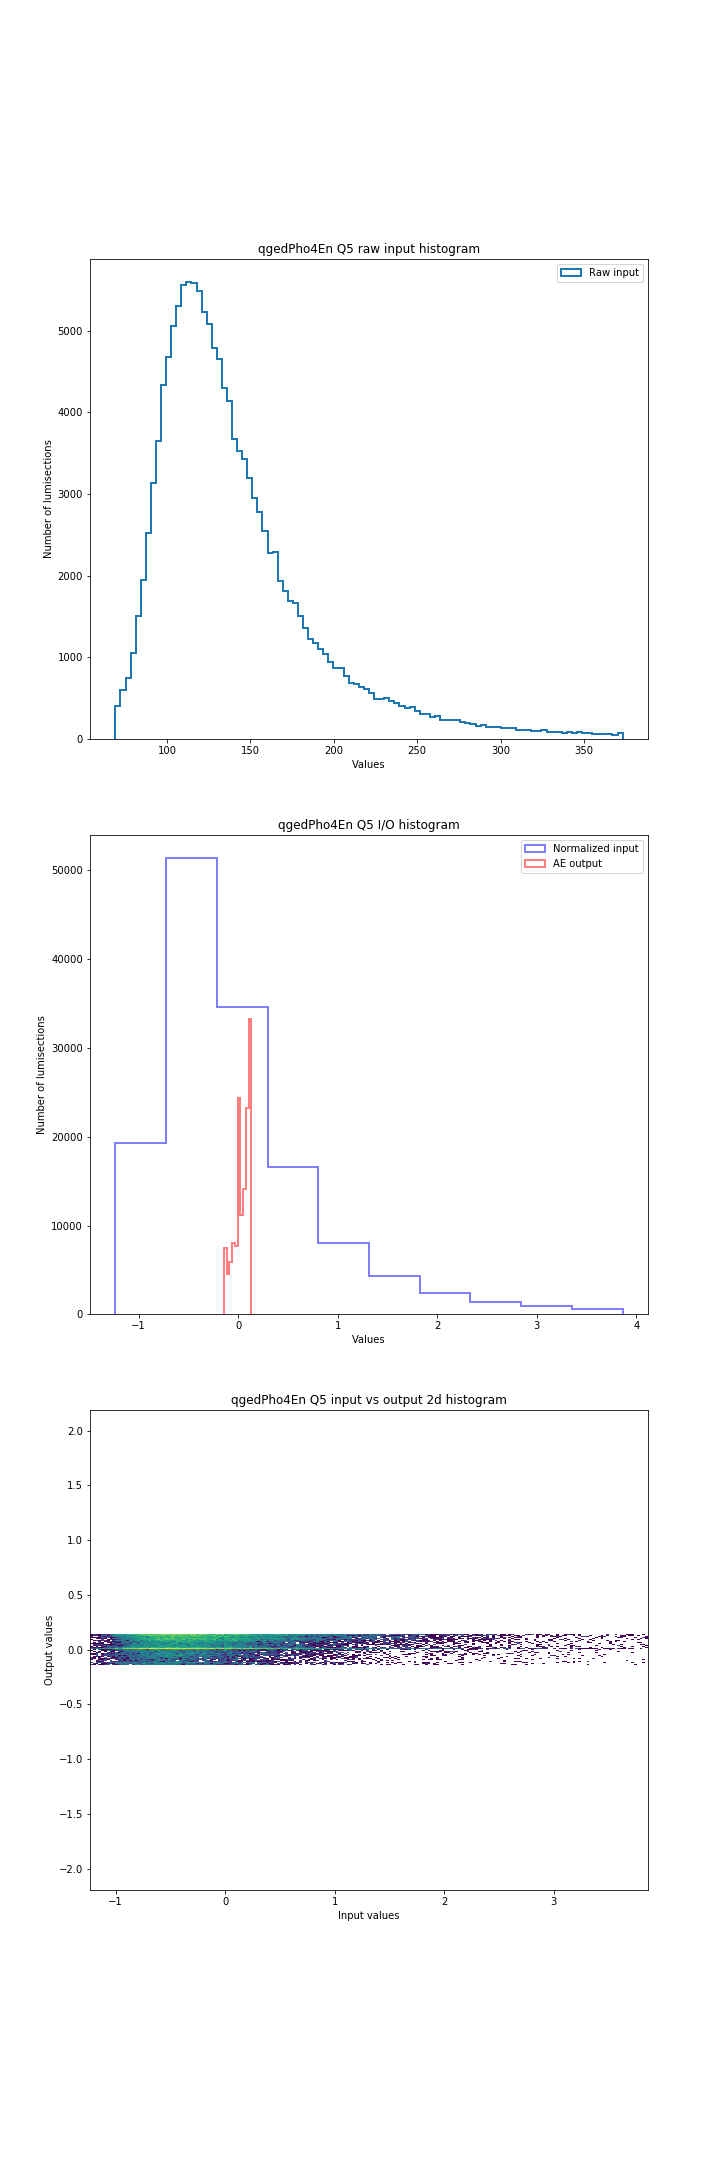 qgedPho4En Q5 raw input histogram
Raw input
5000
4000
3000
2000
1000
0
Number of lumisections
100 150 200 250 300 350
Values
qgedPho4En Q5 I/O histogram
Normalized input
AE output
50000
40000
30000
20000
10000
0
Number of lumisections
−1 0 1 2 3 4
Values
qgedPho4En Q5 input vs output 2d histogram
2.0
1.5
1.0
0.5
0.0
−0.5
−1.0
−1.5
−2.0
Output values
−1 0 1 2 3
Input values